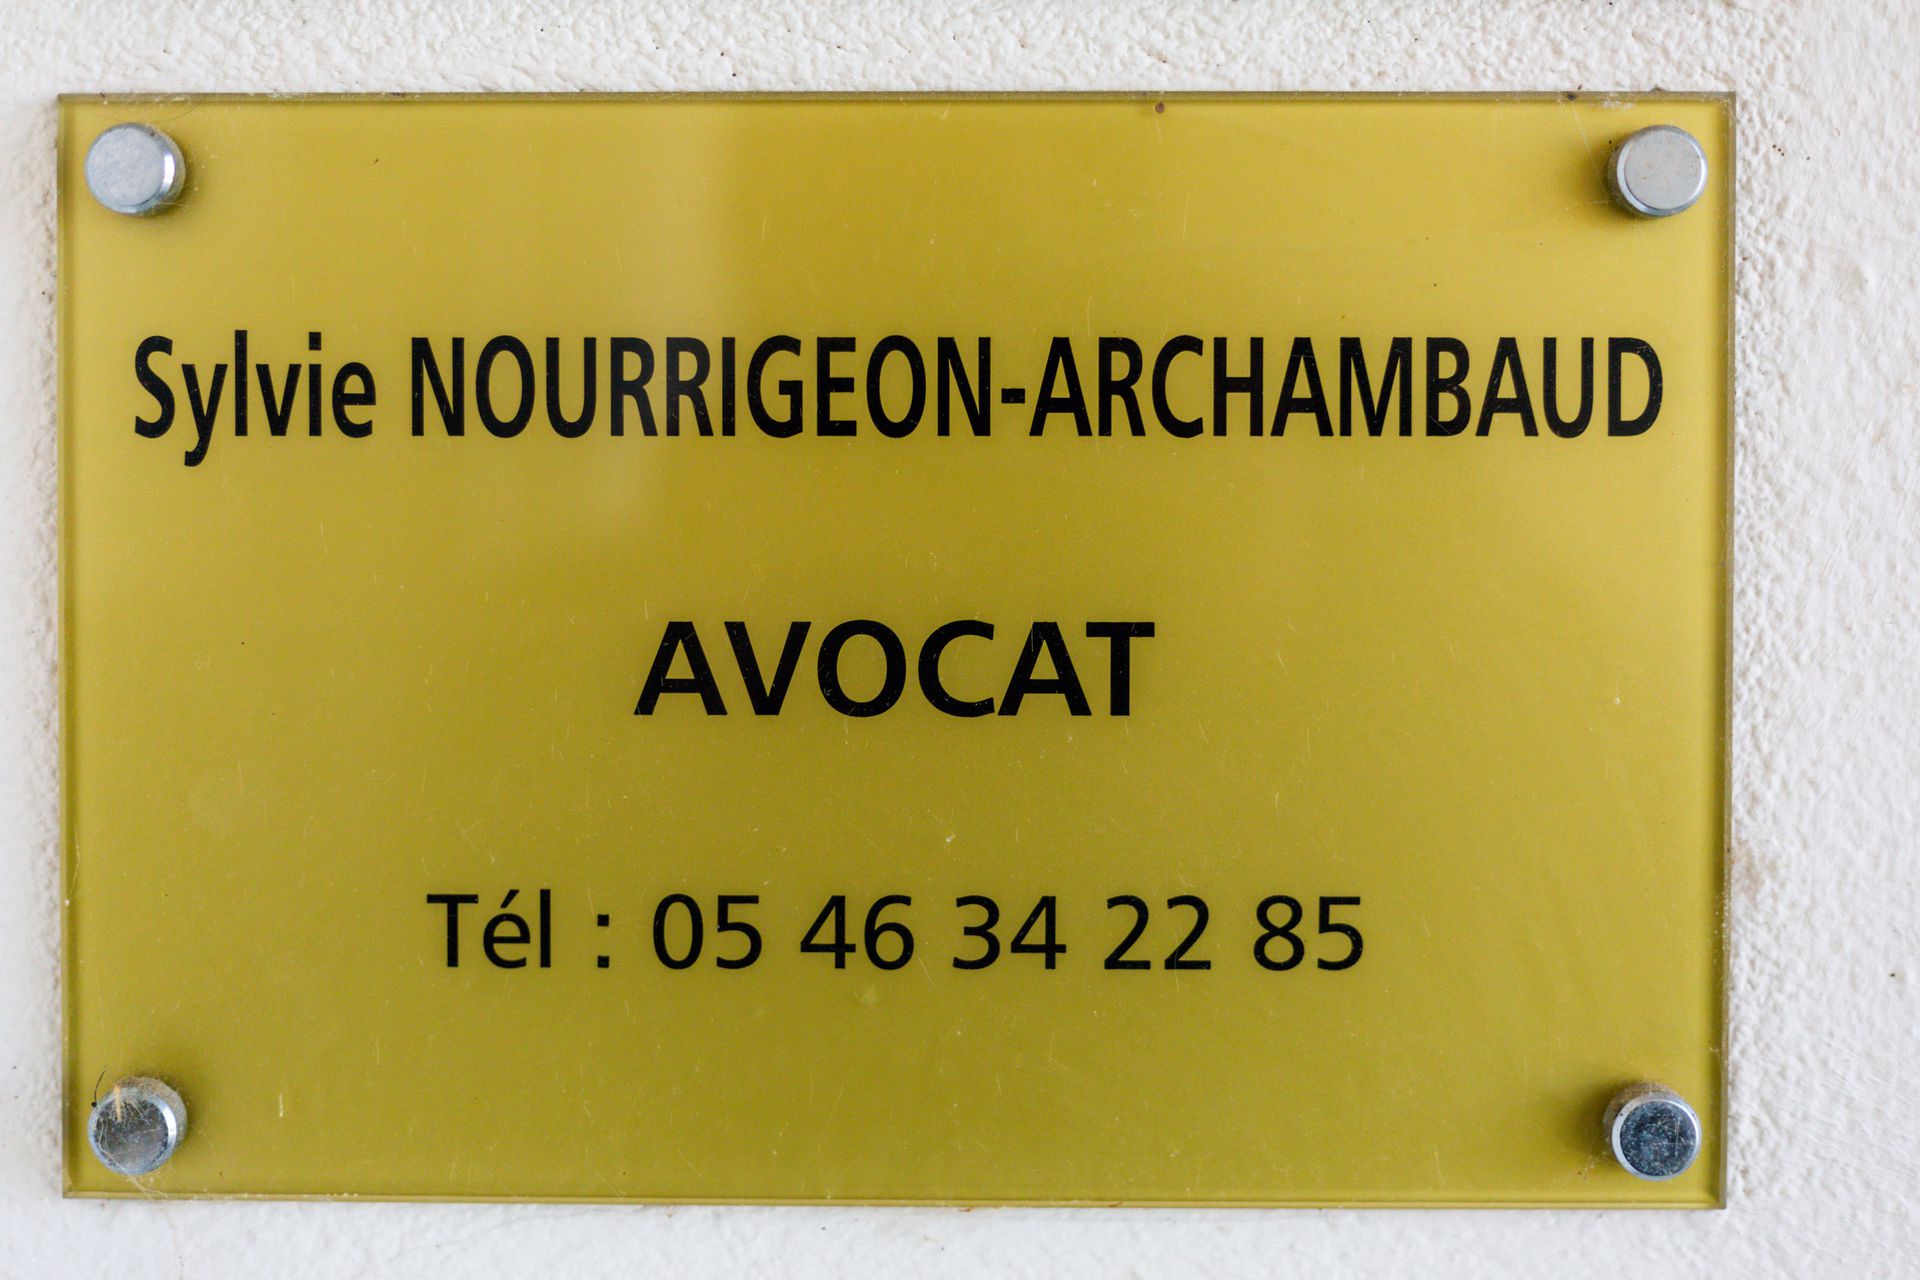 Sylvie NOURRIGEON-ARCHAMBAUD
AVOCAT
Tél : 05 46 34 22 85